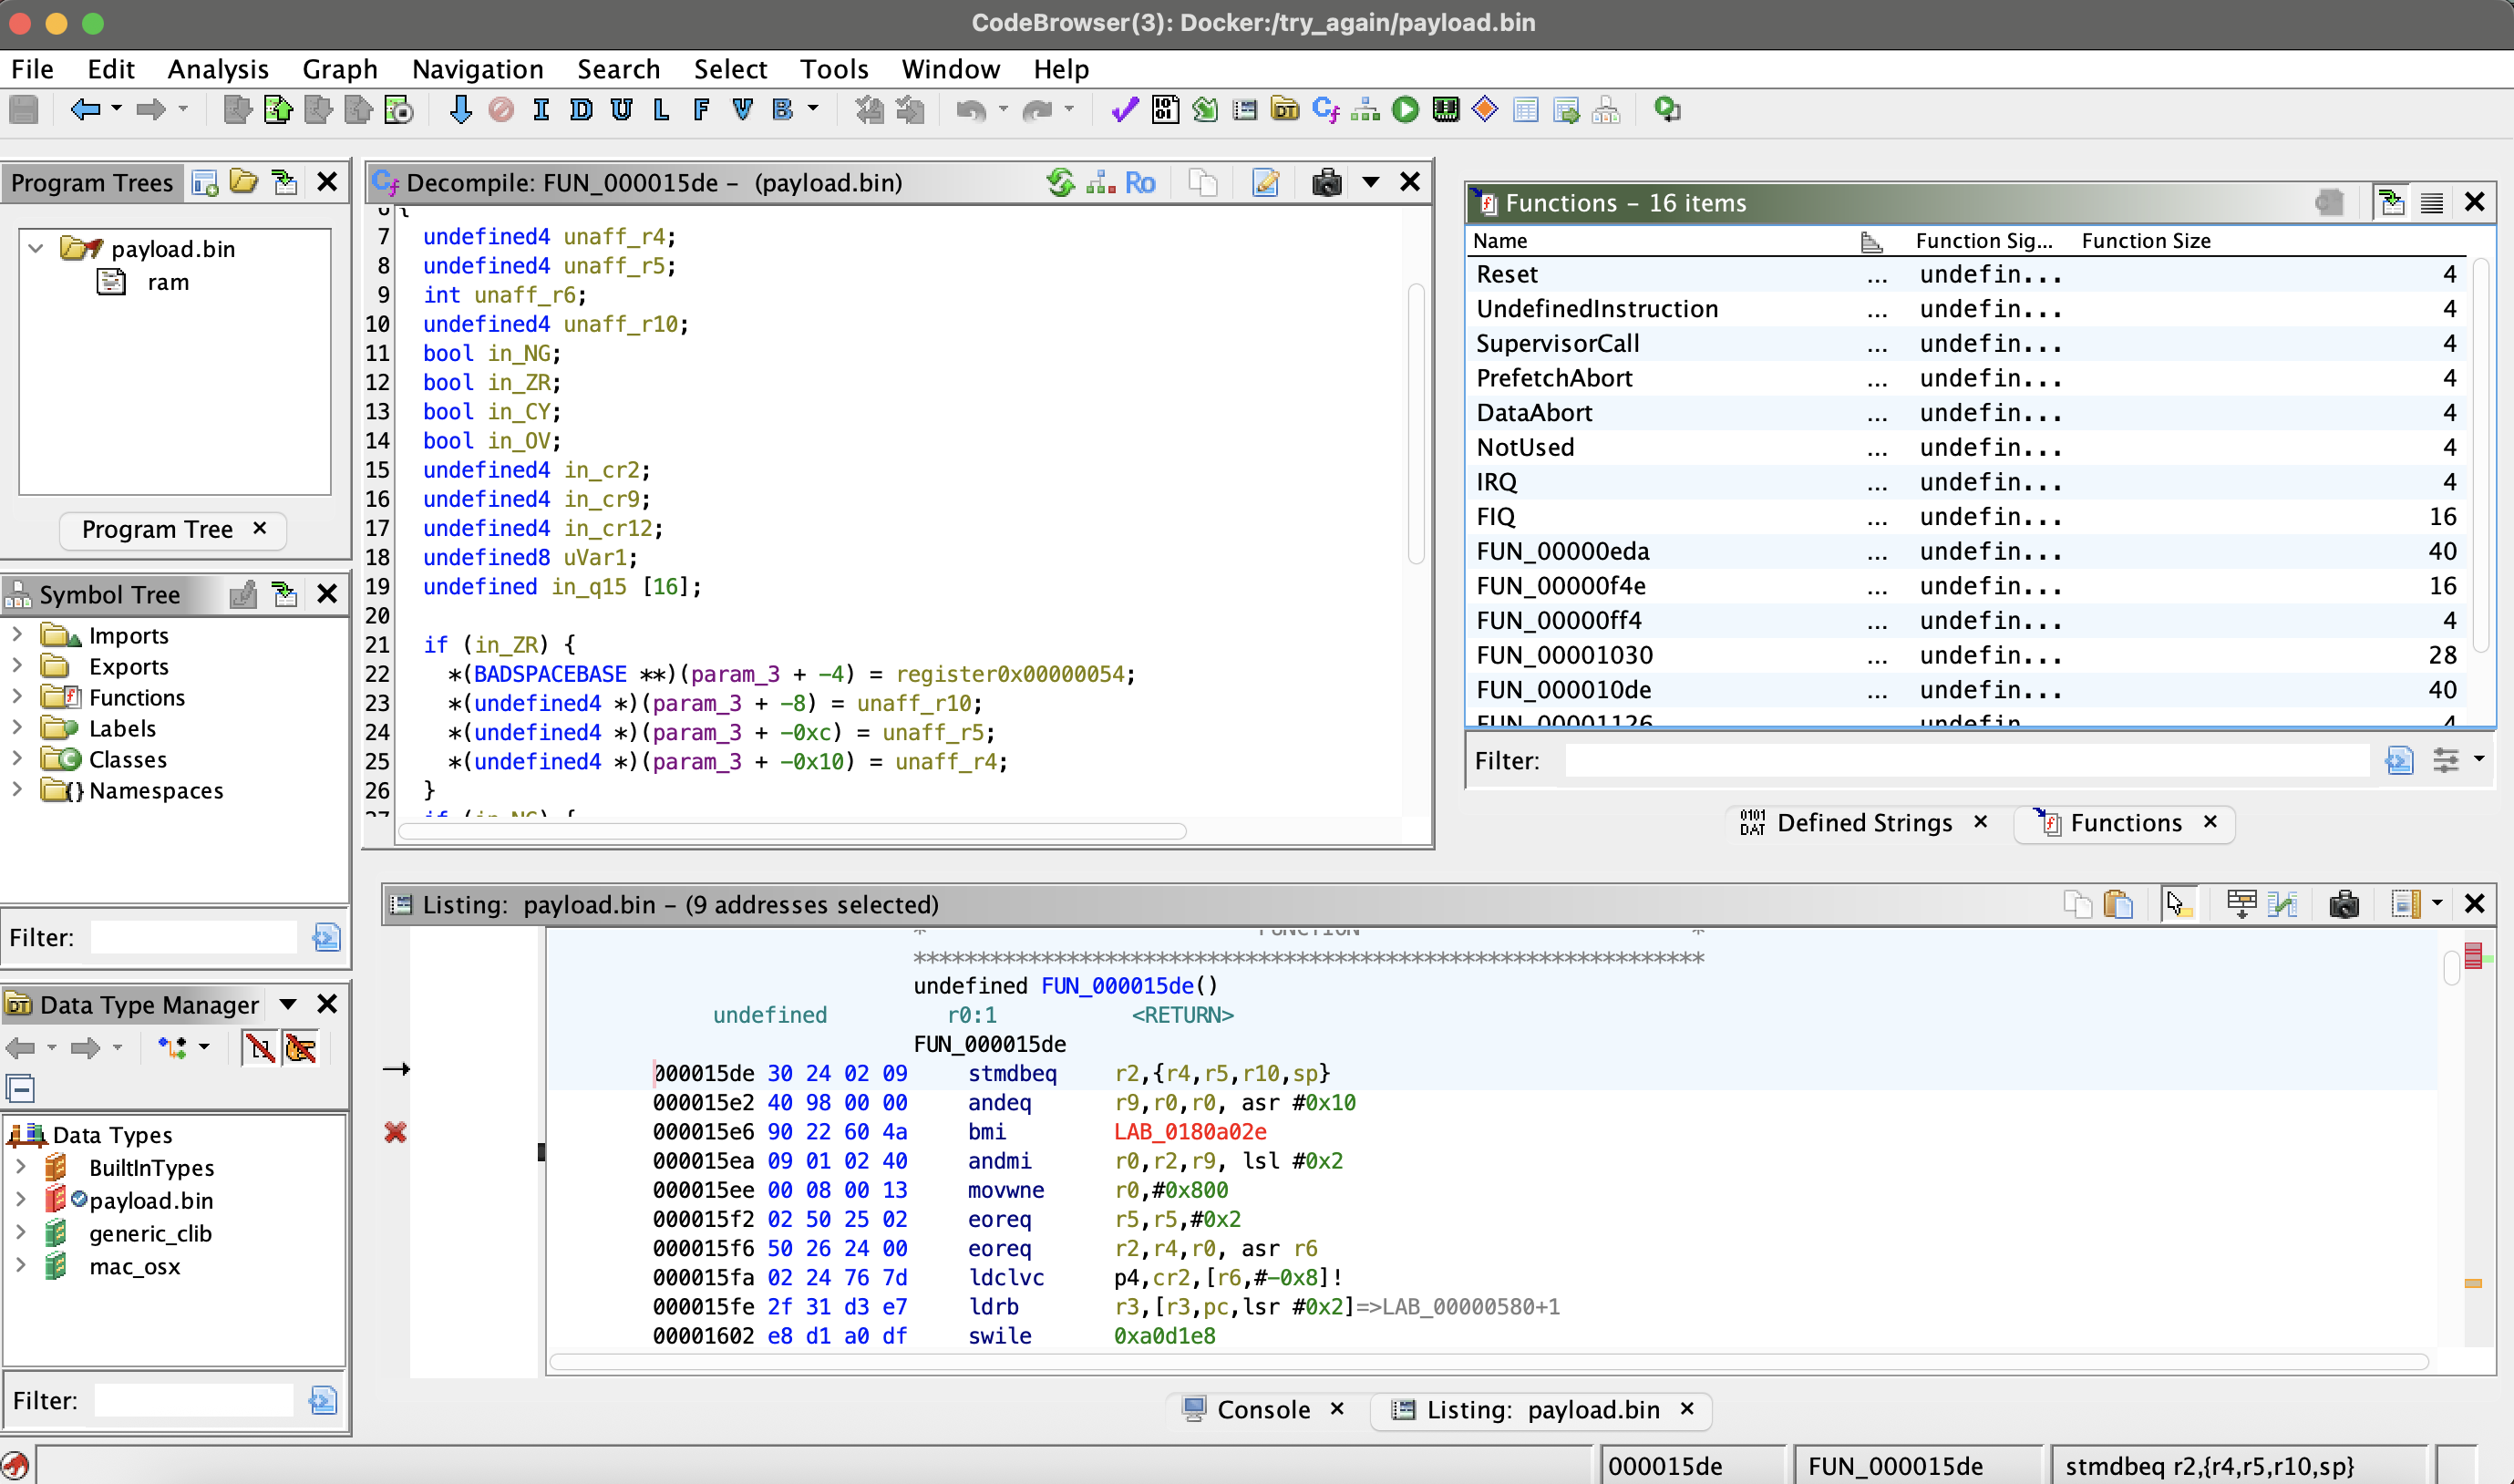 CodeBrowser(3): Docker:/try_again/payload.bin
File Edit Analysis Graph Navigation Search Select Tools Window Help
I D U L F V B
Program Trees
payload.bin
ram
Program Tree ×
Symbol Tree
Imports
Exports
Functions
Labels
Classes
Namespaces
Filter:
Data Type Manager
Data Types
BuiltInTypes
payload.bin
generic_clib
mac_osx
Filter:
Decompile: FUN_000015de – (payload.bin)
Ro
6 {
7 undefined4 unaff_r4;
8 undefined4 unaff_r5;
9 int unaff_r6;
10 undefined4 unaff_r10;
11 bool in_NG;
12 bool in_ZR;
13 bool in_CY;
14 bool in_OV;
15 undefined4 in_cr2;
16 undefined4 in_cr9;
17 undefined4 in_cr12;
18 undefined8 uVar1;
19 undefined in_q15 [16];
20
21 if (in_ZR) {
22 *(BADSPACEBASE **)(param_3 + -4) = register0x00000054;
23 *(undefined4 *)(param_3 + -8) = unaff_r10;
24 *(undefined4 *)(param_3 + -0xc) = unaff_r5;
25 *(undefined4 *)(param_3 + -0x10) = unaff_r4;
26 }
27 if (in_NG) {
Functions – 16 items
Name Function Sig... Function Size
Reset ... undefin... 4
UndefinedInstruction ... undefin... 4
SupervisorCall ... undefin... 4
PrefetchAbort ... undefin... 4
DataAbort ... undefin... 4
NotUsed ... undefin... 4
IRQ ... undefin... 4
FIQ ... undefin... 16
FUN_00000eda ... undefin... 40
FUN_00000f4e ... undefin... 16
FUN_00000ff4 ... undefin... 4
FUN_00001030 ... undefin... 28
FUN_000010de ... undefin... 40
FUN_00001126 undefin 4
Filter:
Defined Strings × Functions ×
Listing: payload.bin – (9 addresses selected)
* FUNCTION *
**************************************************************
undefined FUN_000015de()
undefined r0:1 <RETURN>
FUN_000015de
000015de 30 24 02 09 stmdbeq r2,{r4,r5,r10,sp}
000015e2 40 98 00 00 andeq r9,r0,r0, asr #0x10
000015e6 90 22 60 4a bmi LAB_0180a02e
000015ea 09 01 02 40 andmi r0,r2,r9, lsl #0x2
000015ee 00 08 00 13 movwne r0,#0x800
000015f2 02 50 25 02 eoreq r5,r5,#0x2
000015f6 50 26 24 00 eoreq r2,r4,r0, asr r6
000015fa 02 24 76 7d ldclvc p4,cr2,[r6,#-0x8]!
000015fe 2f 31 d3 e7 ldrb r3,[r3,pc,lsr #0x2]=>LAB_00000580+1
00001602 e8 d1 a0 df swile 0xa0d1e8
Console × Listing: payload.bin ×
000015de FUN_000015de stmdbeq r2,{r4,r5,r10,sp}